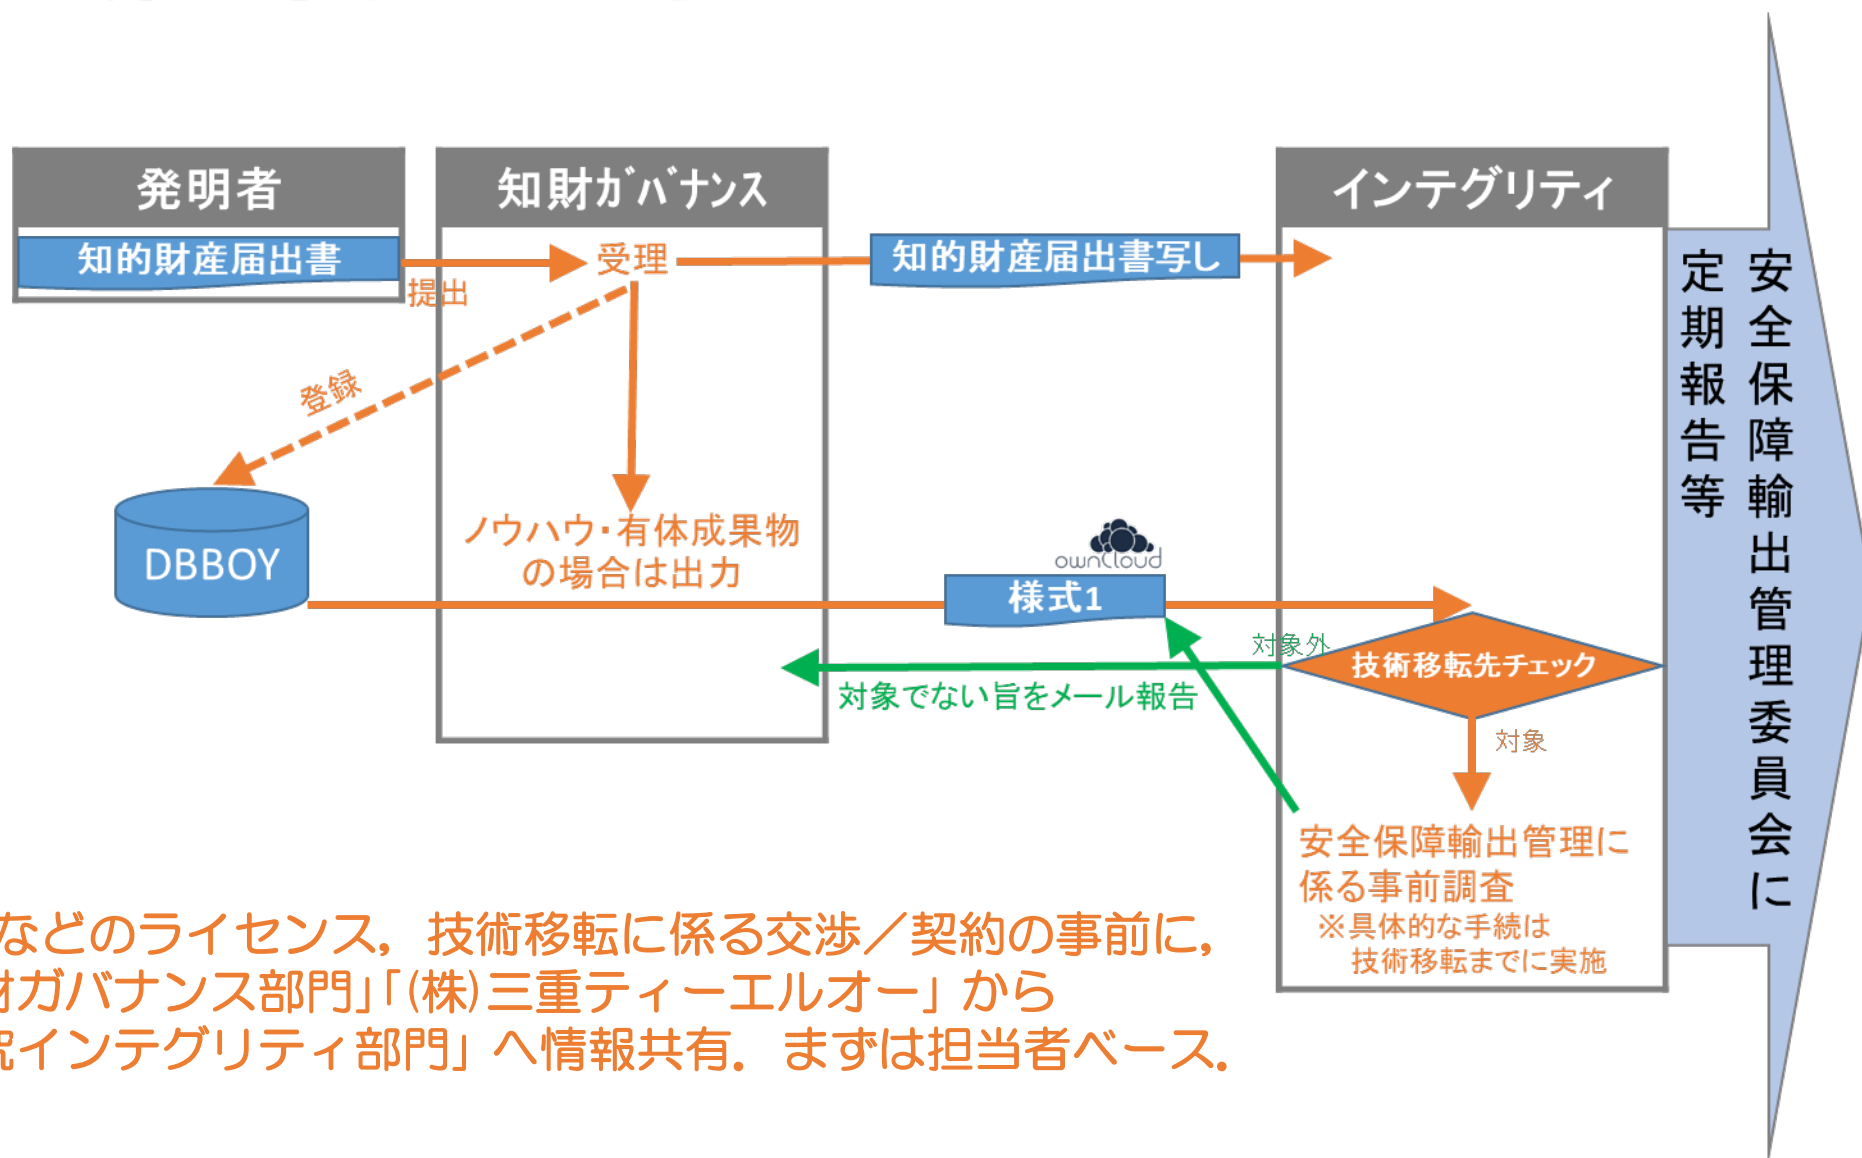 発明者
知的財産届出書
提出
知財ガバナンス
受理
知的財産届出書写し
インテグリティ
登録
DBBOY
ノウハウ・有体成果物
の場合は出力
ownCloud
様式1
対象外
技術移転先チェック
対象でない旨をメール報告
対象
安全保障輸出管理に
係る事前調査
※具体的な手続は
技術移転までに実施
安全保障輸出管理委員会に
定期報告等
などのライセンス，技術移転に係る交渉／契約の事前に，
財ガバナンス部門」「(株)三重ティーエルオー」から
究インテグリティ部門」へ情報共有．まずは担当者ベース．